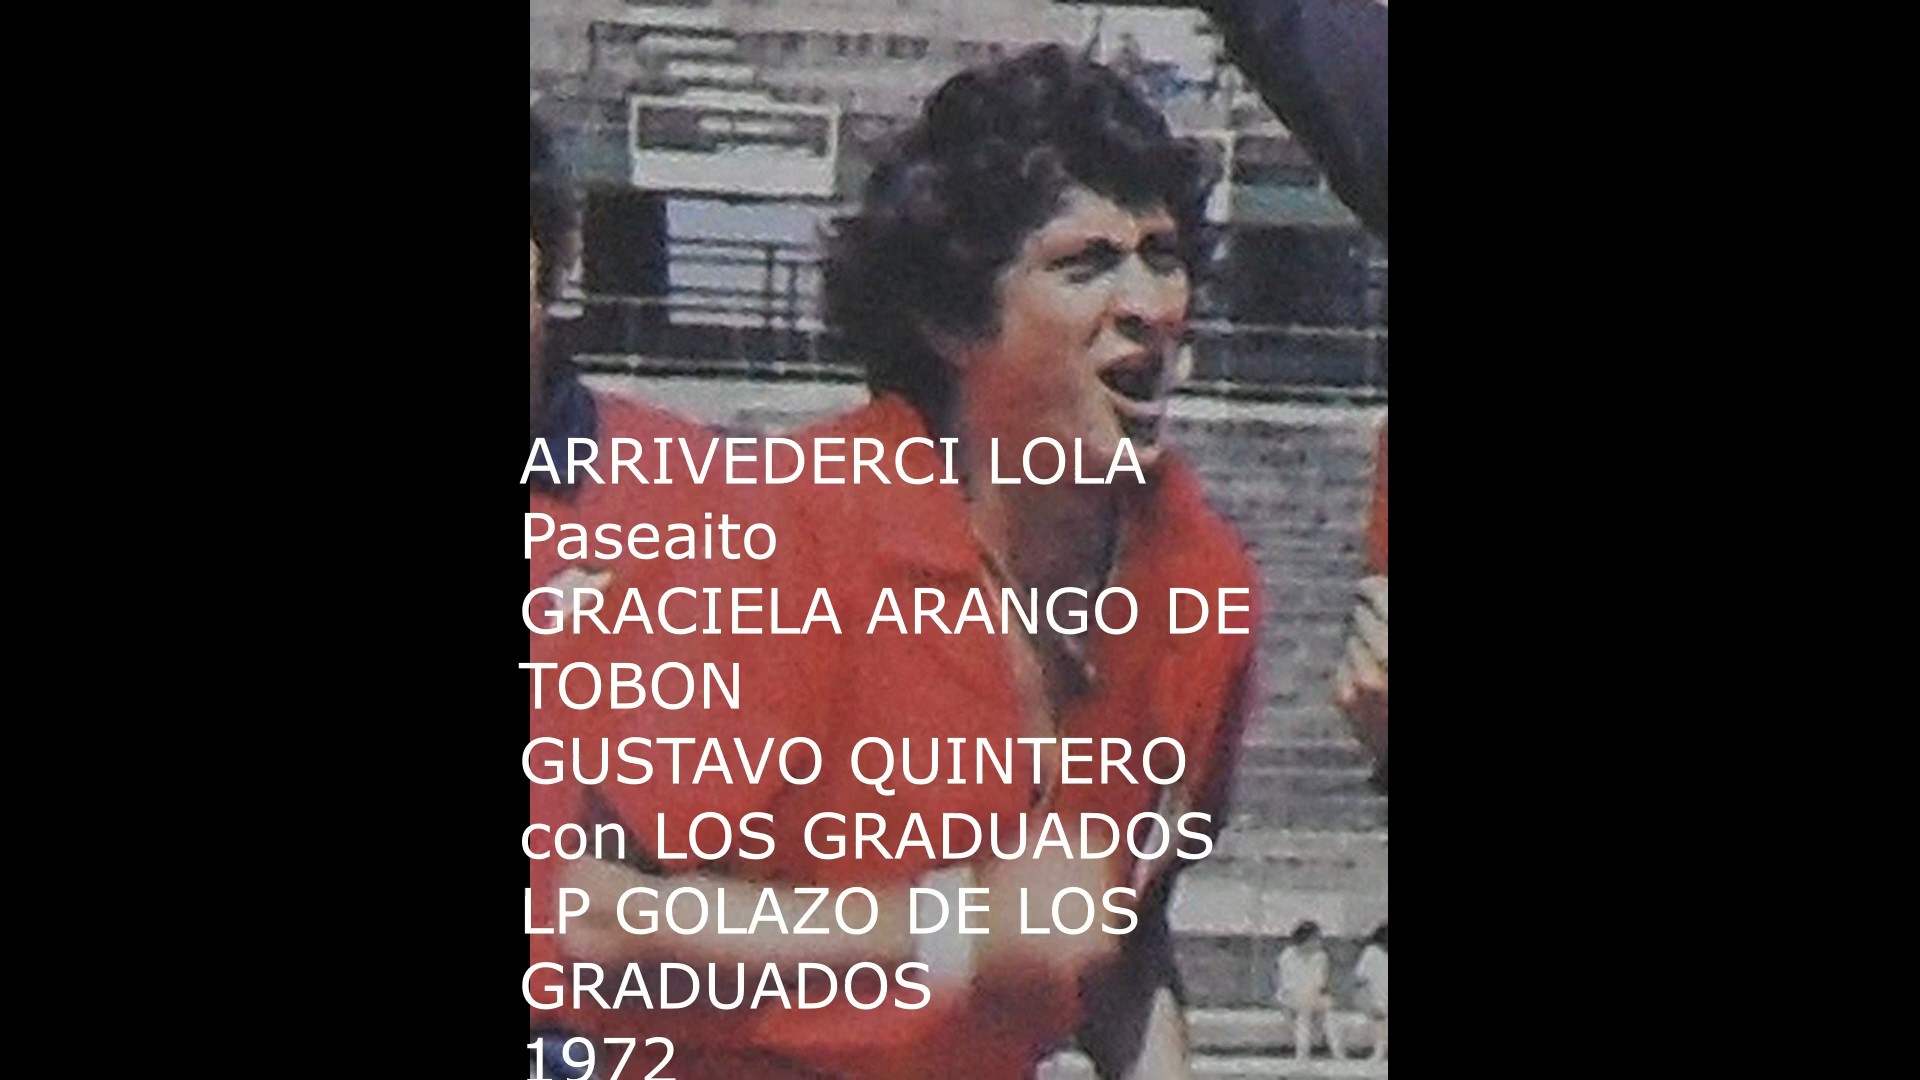 ARRIVEDERCI LOLA
Paseaito
GRACIELA ARANGO DE
TOBON
GUSTAVO QUINTERO
con LOS GRADUADOS
LP GOLAZO DE LOS
GRADUADOS
1972